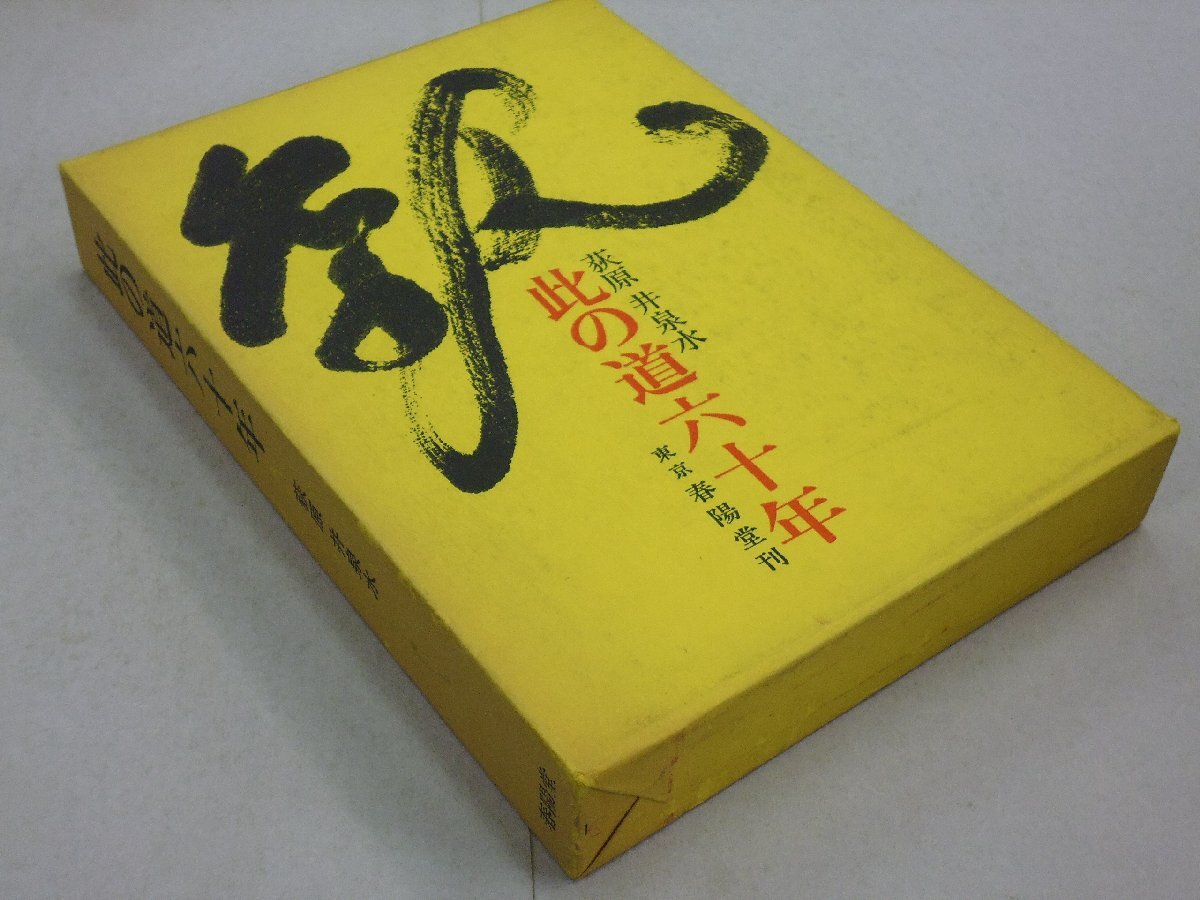 荻原井泉水
此の道六十年
東京春陽堂刊
此の道六十年
荻原井泉水
春陽堂